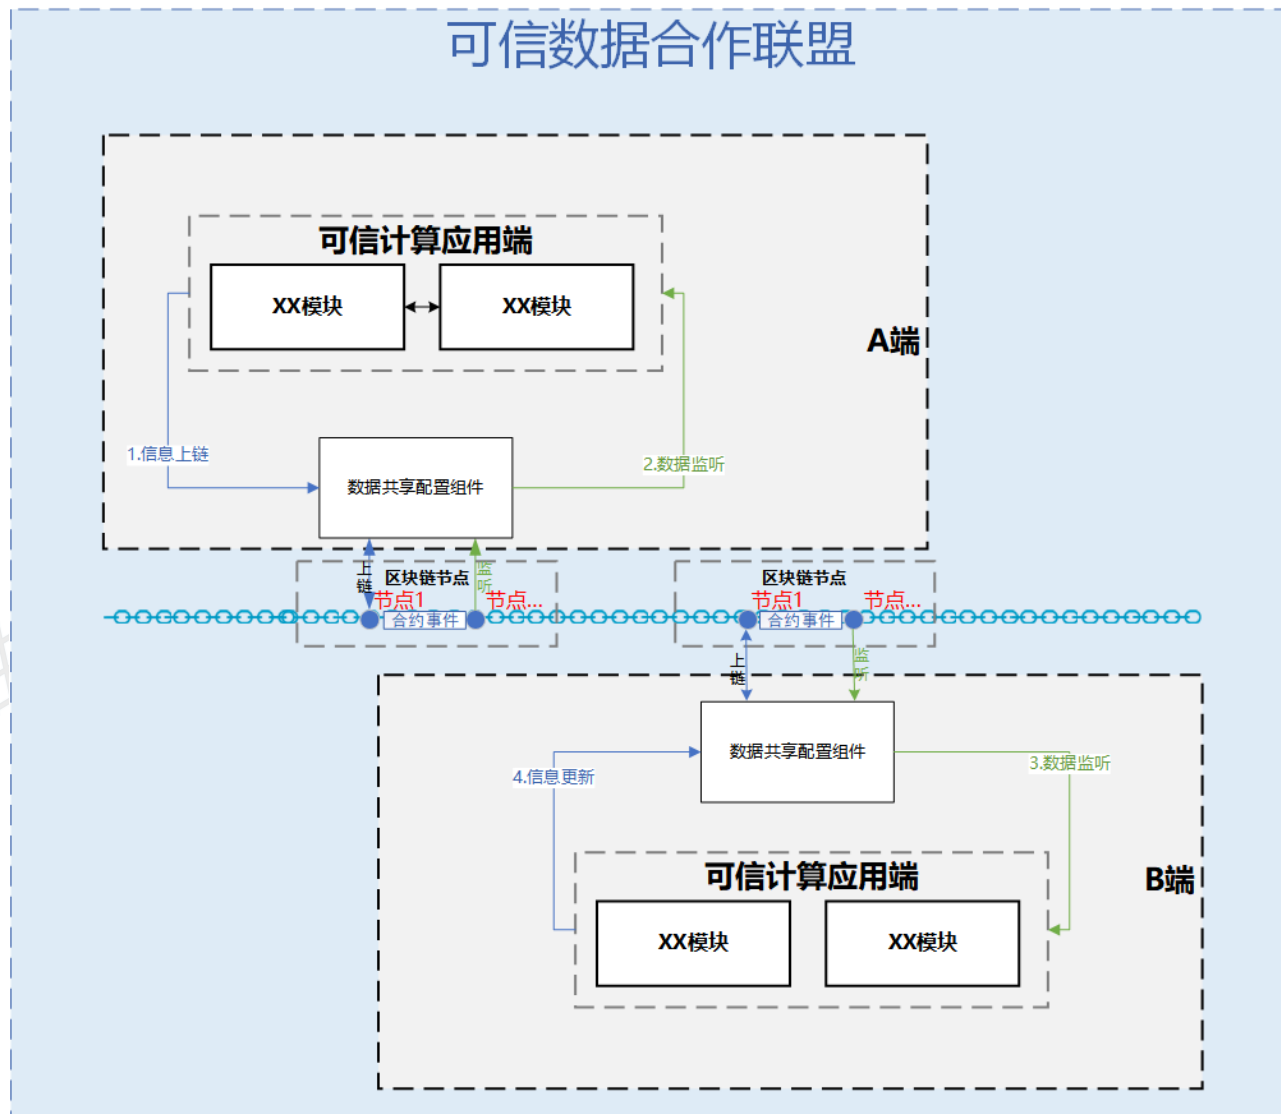 可信数据合作联盟
可信计算应用端
XX模块
XX模块
A端
1.信息上链
2.数据监听
数据共享配置组件
上链
区块链节点
监听
节点1
节点...
合约事件
区块链节点
节点1
节点...
合约事件
上链
监听
数据共享配置组件
4.信息更新
3.数据监听
可信计算应用端
B端
XX模块
XX模块